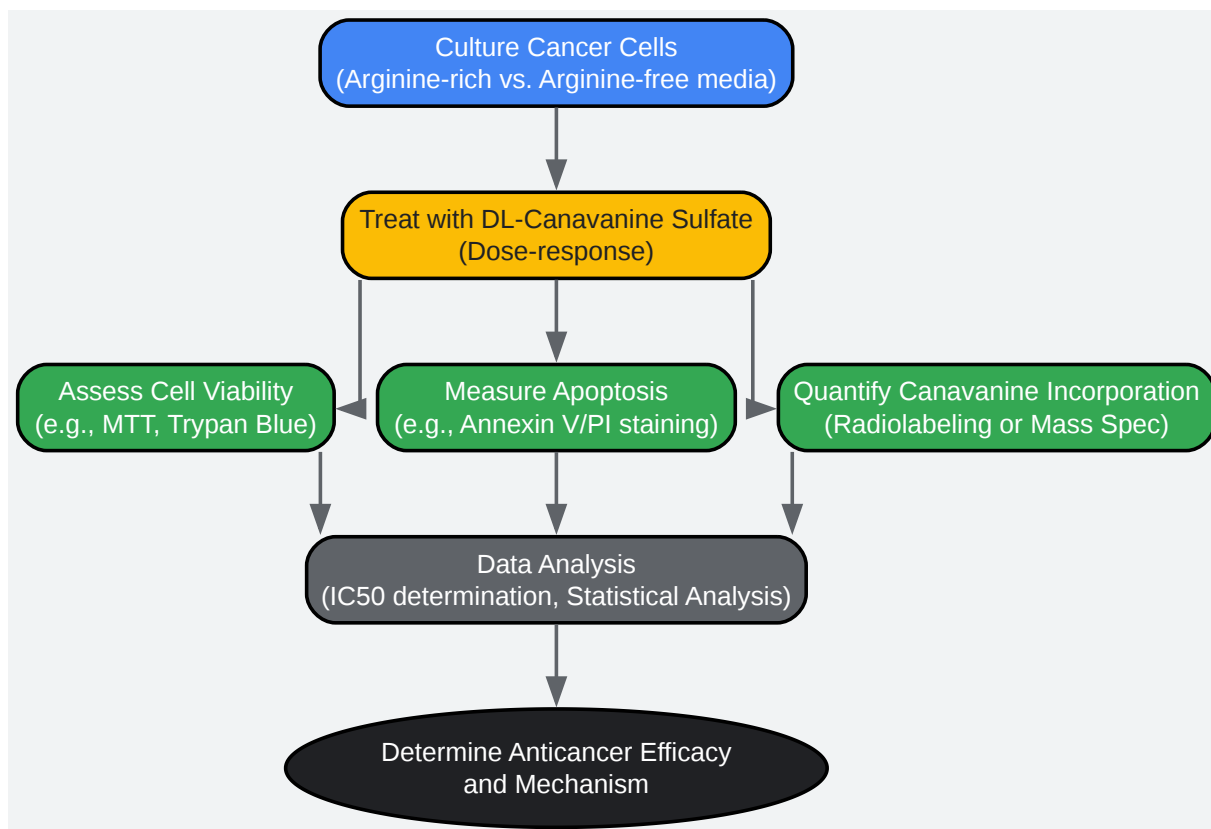 Culture Cancer Cells
(Arginine-rich vs. Arginine-free media)
Treat with DL-Canavanine Sulfate
(Dose-response)
Assess Cell Viability
(e.g., MTT, Trypan Blue)
Measure Apoptosis
(e.g., Annexin V/PI staining)
Quantify Canavanine Incorporation
(Radiolabeling or Mass Spec)
Data Analysis
(IC50 determination, Statistical Analysis)
Determine Anticancer Efficacy
and Mechanism